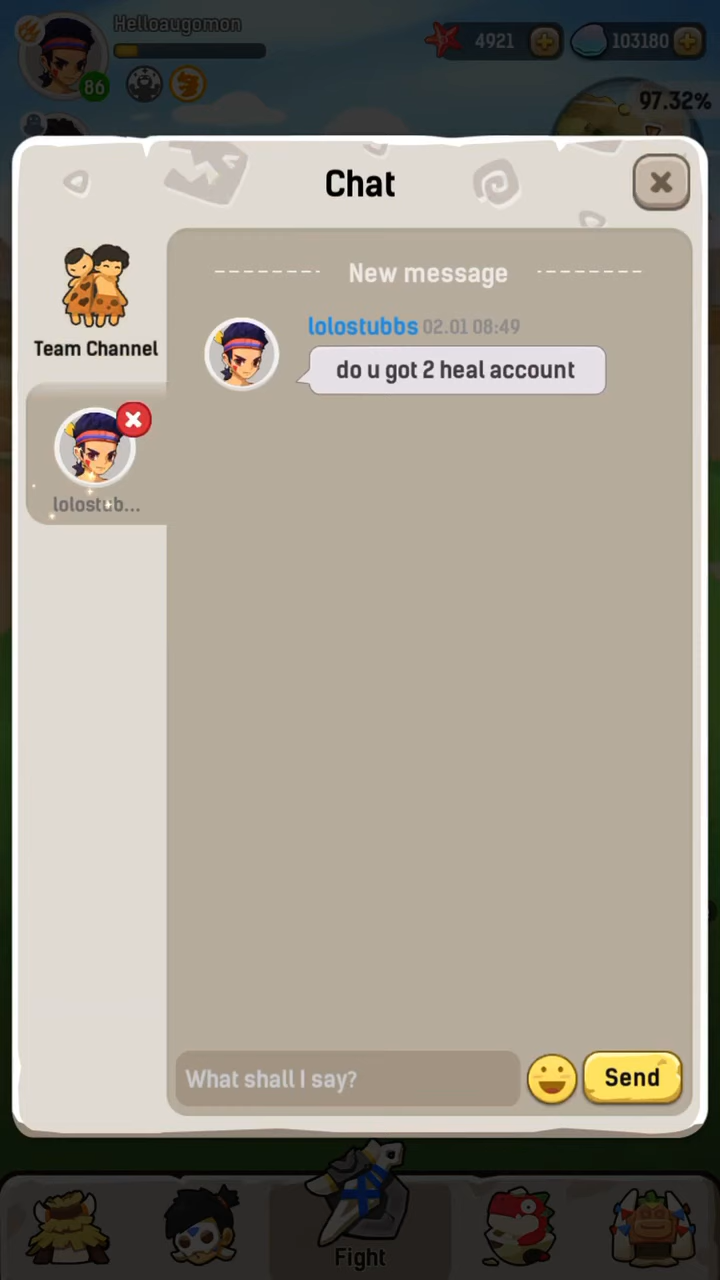 Helloaugomon
4921
103180
86
97.32%
Chat
New message
Team Channel
lolostubbs 02.01 08:49
do u got 2 heal account
lolostub...
What shall I say?
Send
Fight